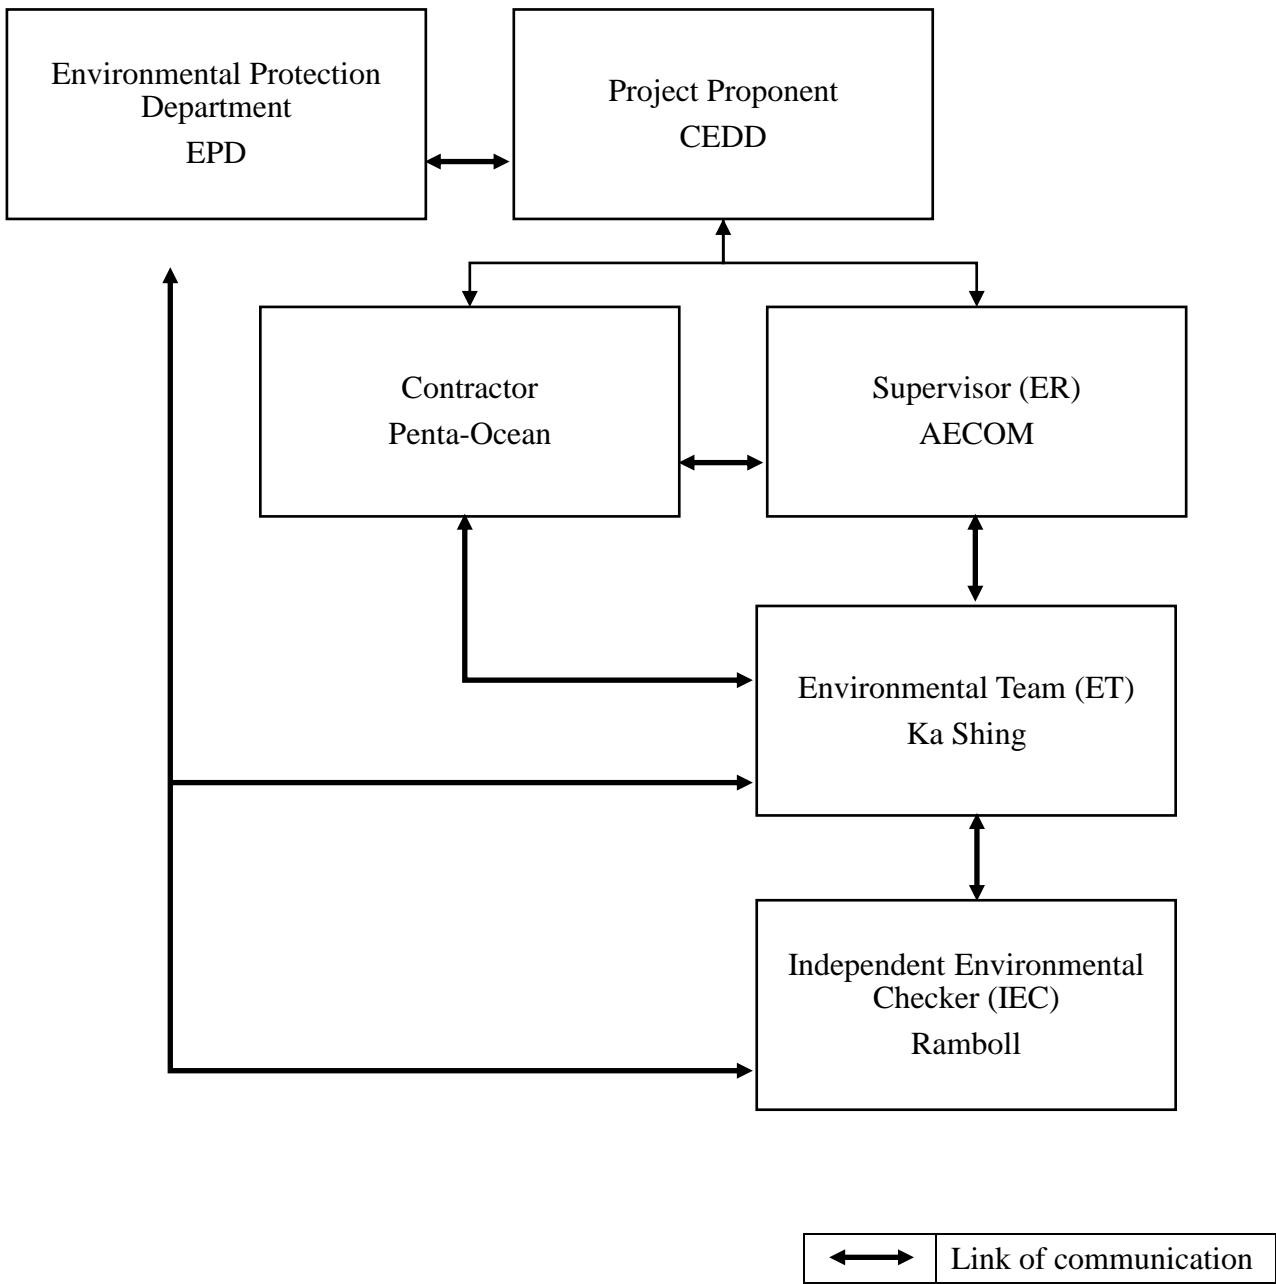 Environmental Protection
Department
EPD
Project Proponent
CEDD
Contractor
Penta-Ocean
Supervisor (ER)
AECOM
Environmental Team (ET)
Ka Shing
Independent Environmental
Checker (IEC)
Ramboll
Link of communication